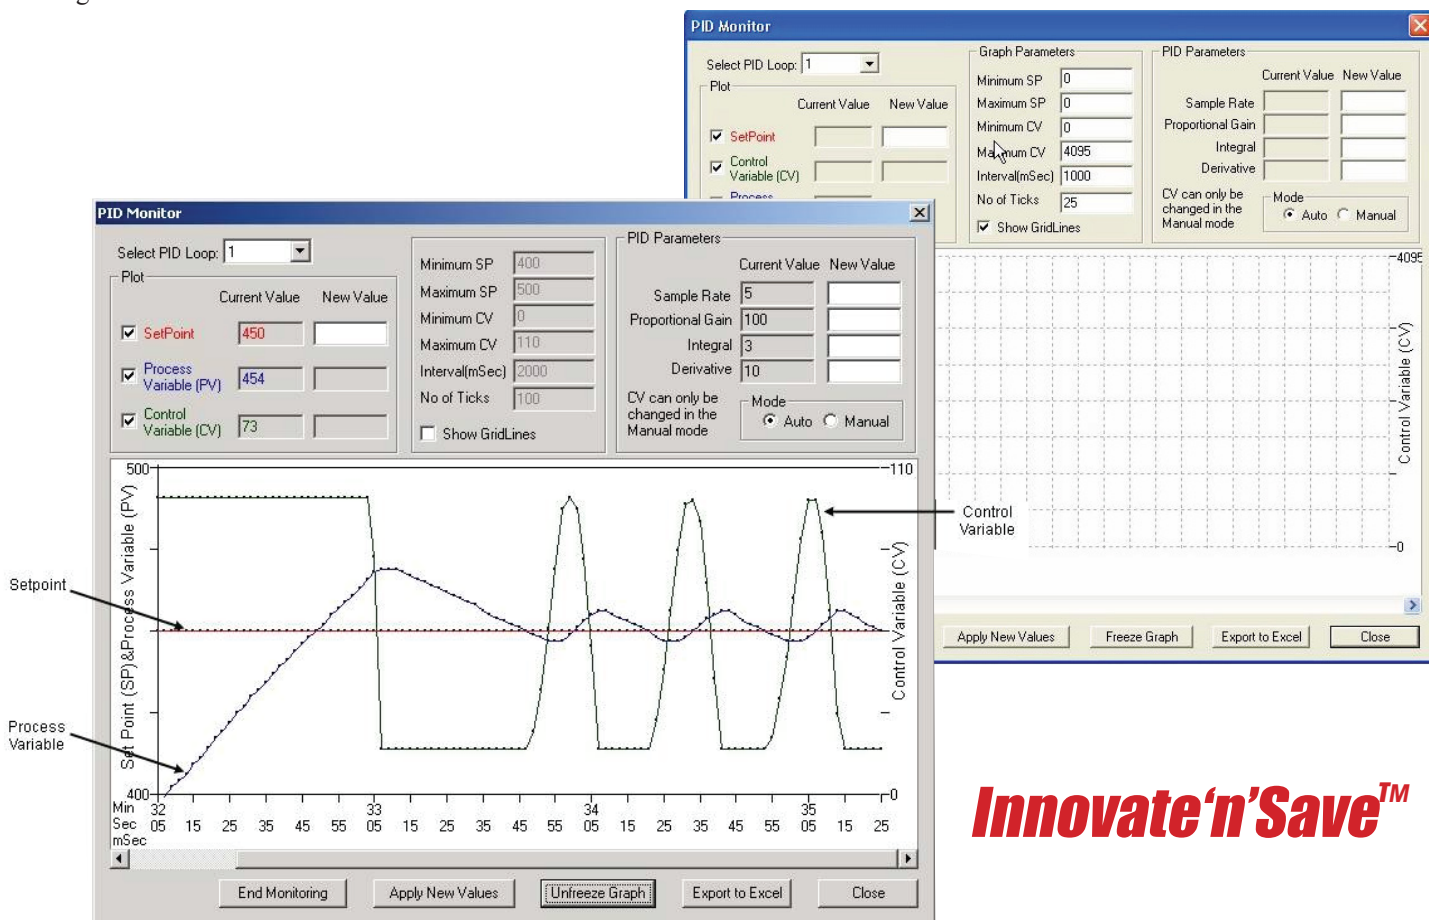 PID Monitor
Select PID Loop: 1
Plot
Current Value New Value
SetPoint
Control
Variable (CV)
Process
Graph Parameters
Minimum SP 0
Maximum SP 0
Minimum CV 0
Maximum CV 4095
Interval(mSec) 1000
No of Ticks 25
Show GridLines
PID Parameters
Current Value New Value
Sample Rate
Proportional Gain
Integral
Derivative
CV can only be
changed in the
Manual mode
Mode
Auto Manual
4095
Control Variable (CV)
0
Apply New Values Freeze Graph Export to Excel Close
PID Monitor
Select PID Loop: 1
Plot
Current Value New Value
SetPoint 450
Process
Variable (PV) 454
Control
Variable (CV) 73
Minimum SP 400
Maximum SP 500
Minimum CV 0
Maximum CV 110
Interval(mSec) 2000
No of Ticks 100
Show GridLines
PID Parameters
Current Value New Value
Sample Rate 5
Proportional Gain 100
Integral 3
Derivative 10
CV can only be
changed in the
Manual mode
Mode
Auto Manual
500
110
Set Point (SP)&Process Variable (PV)
Control Variable (CV)
Control
Variable
Setpoint
Process
Variable
400
0
Min 32 33 34 35
Sec 05 15 25 35 45 55 05 15 25 35 45 55 05 15 25 35 45 55 05 15 25
mSec
End Monitoring Apply New Values Unfreeze Graph Export to Excel Close
Innovate‘n’Save™